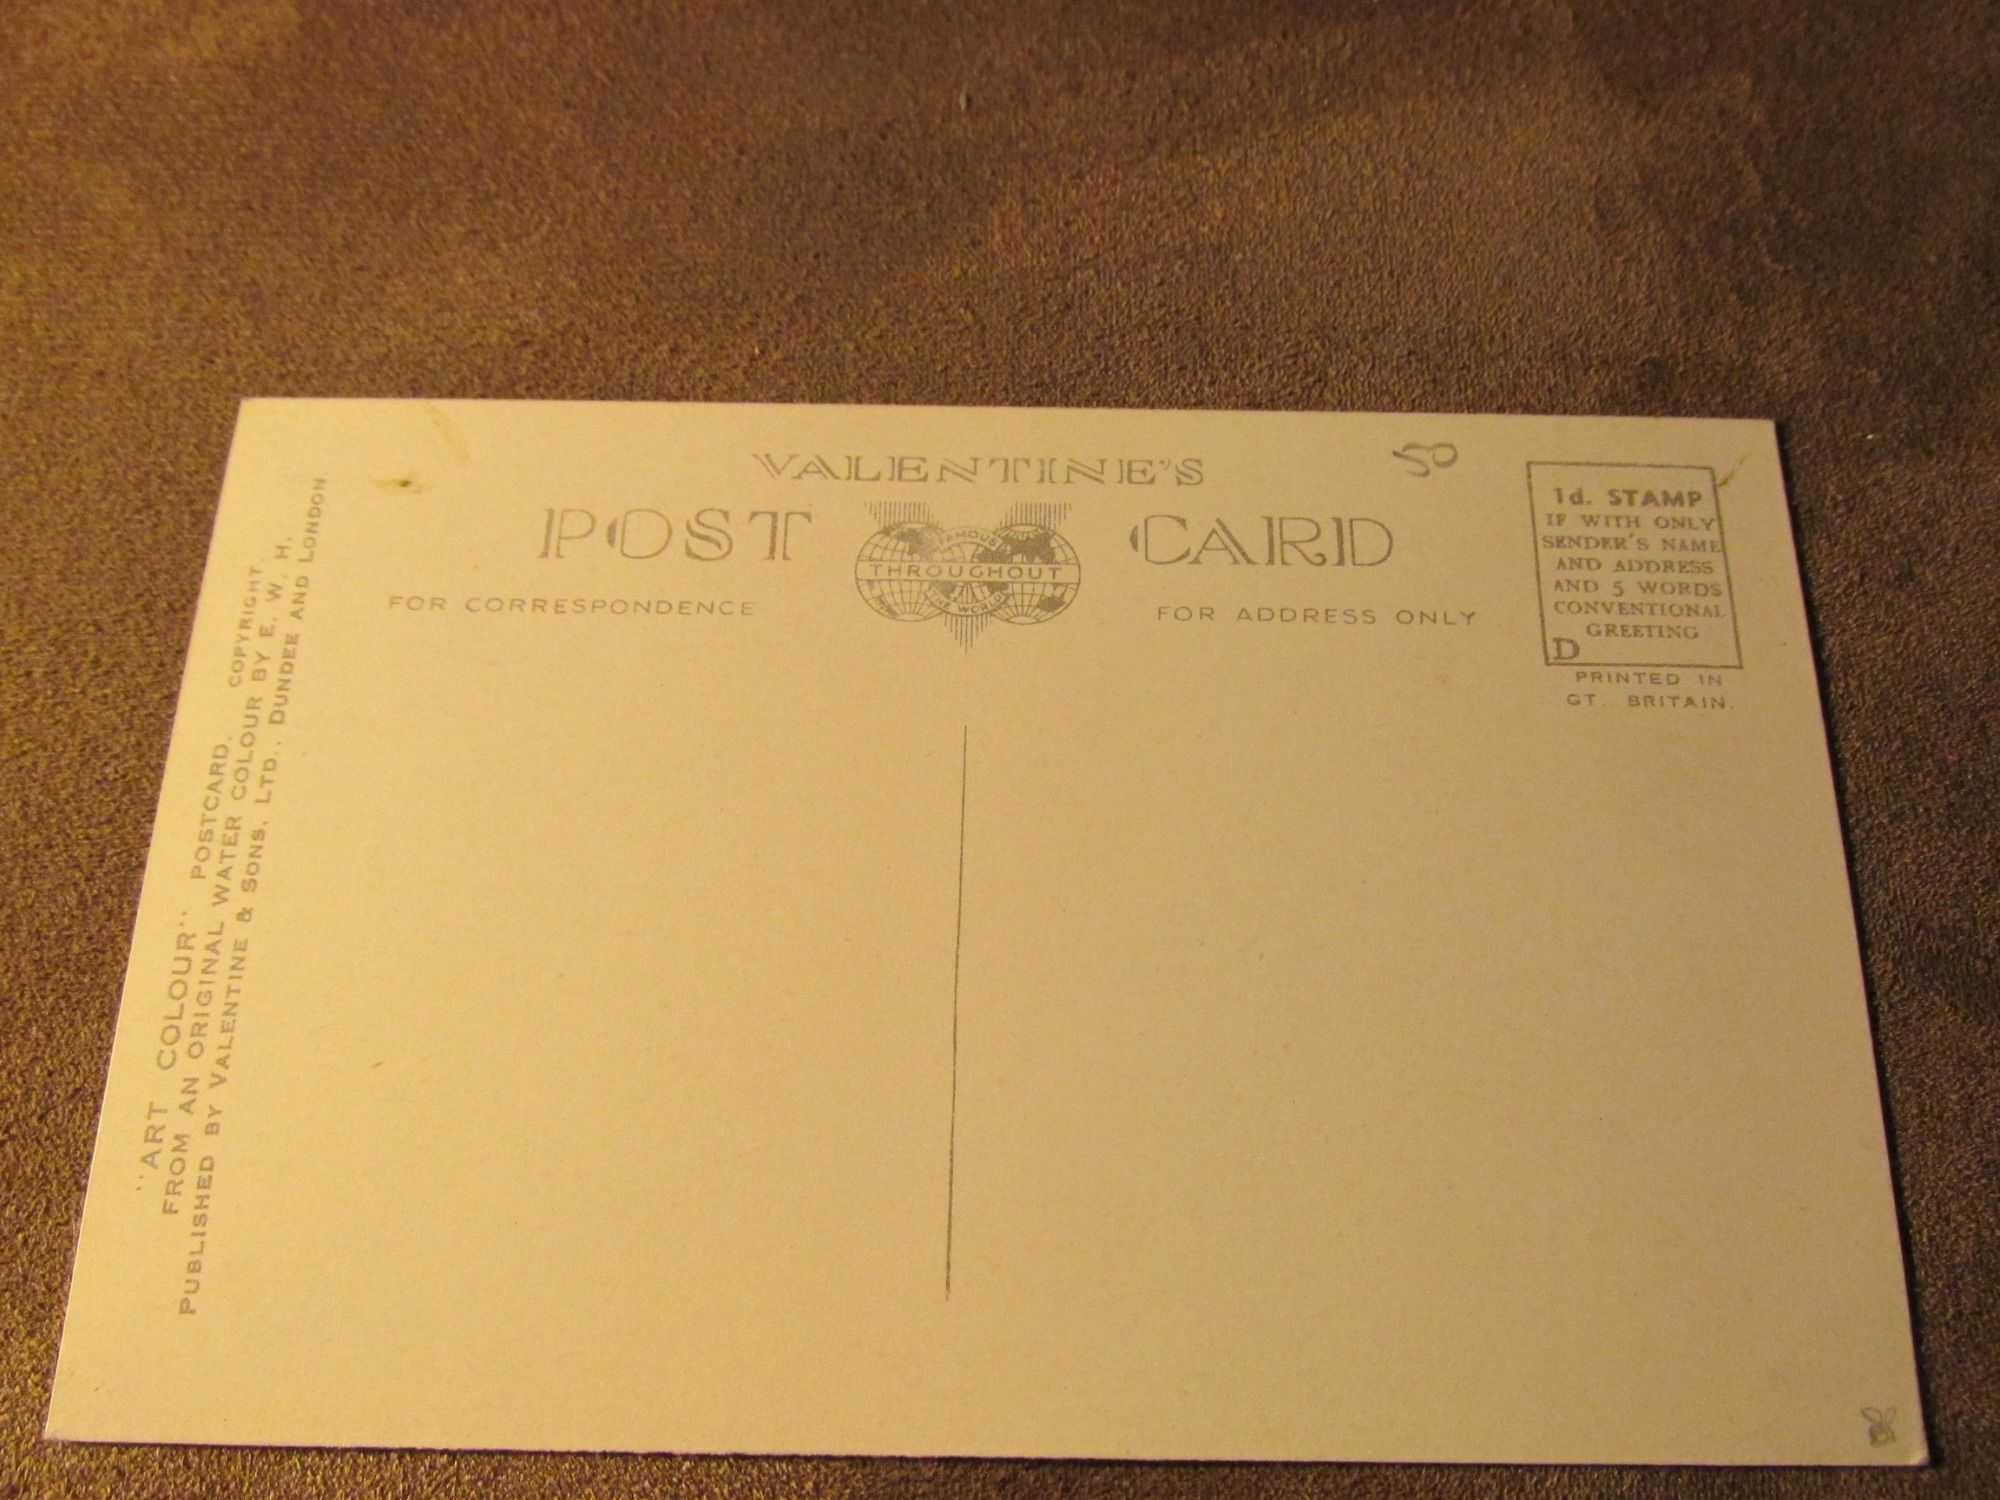 VALENTINE'S
POST CARD
FAMOUS
THROUGHOUT
THE WORLD
FOR CORRESPONDENCE
FOR ADDRESS ONLY
50
1d. STAMP
IF WITH ONLY
SENDER'S NAME
AND ADDRESS
AND 5 WORDS
CONVENTIONAL
GREETING
D
PRINTED IN
GT. BRITAIN.
"ART COLOUR" POSTCARD. COPYRIGHT
FROM AN ORIGINAL WATER COLOUR BY E. W. H.
PUBLISHED BY VALENTINE & SONS, LTD., DUNDEE AND LONDON